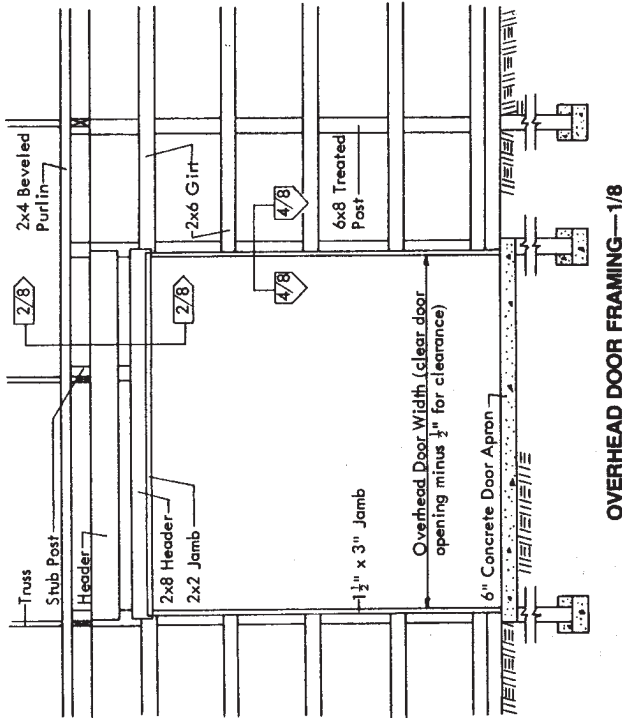 Truss
Stub Post
Header
2x8 Header
2x2 Jamb
2/8
2/8
2x4 Beveled
Purlin
2x6 Girt
4/8
4/8
6x8 Treated
Post
1½" x 3" Jamb
Overhead Door Width (clear door
opening minus ½" for clearance)
6" Concrete Door Apron
OVERHEAD DOOR FRAMING—1/8